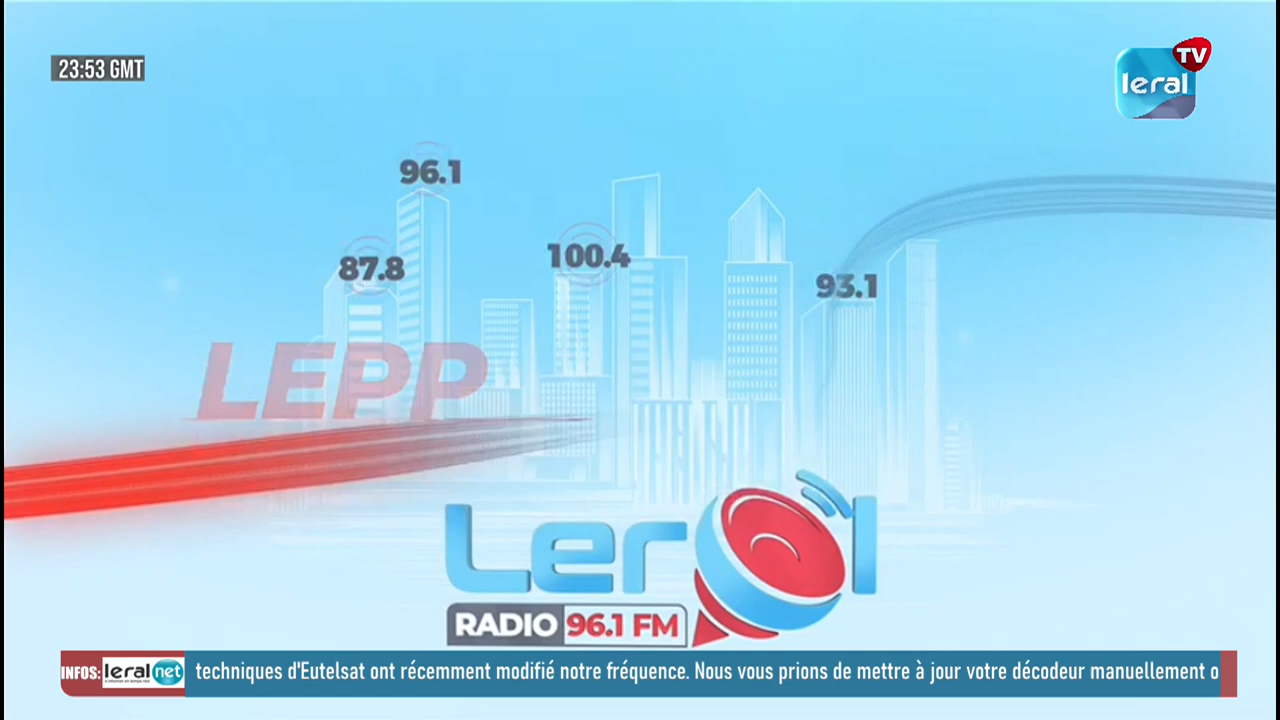 23:53 GMT
TV
leral
96.1
87.8
100.4
93.1
LEPP
Leral
RADIO 96.1 FM
INFOS: leral net techniques d'Eutelsat ont récemment modifié notre fréquence. Nous vous prions de mettre à jour votre décodeur manuellement o